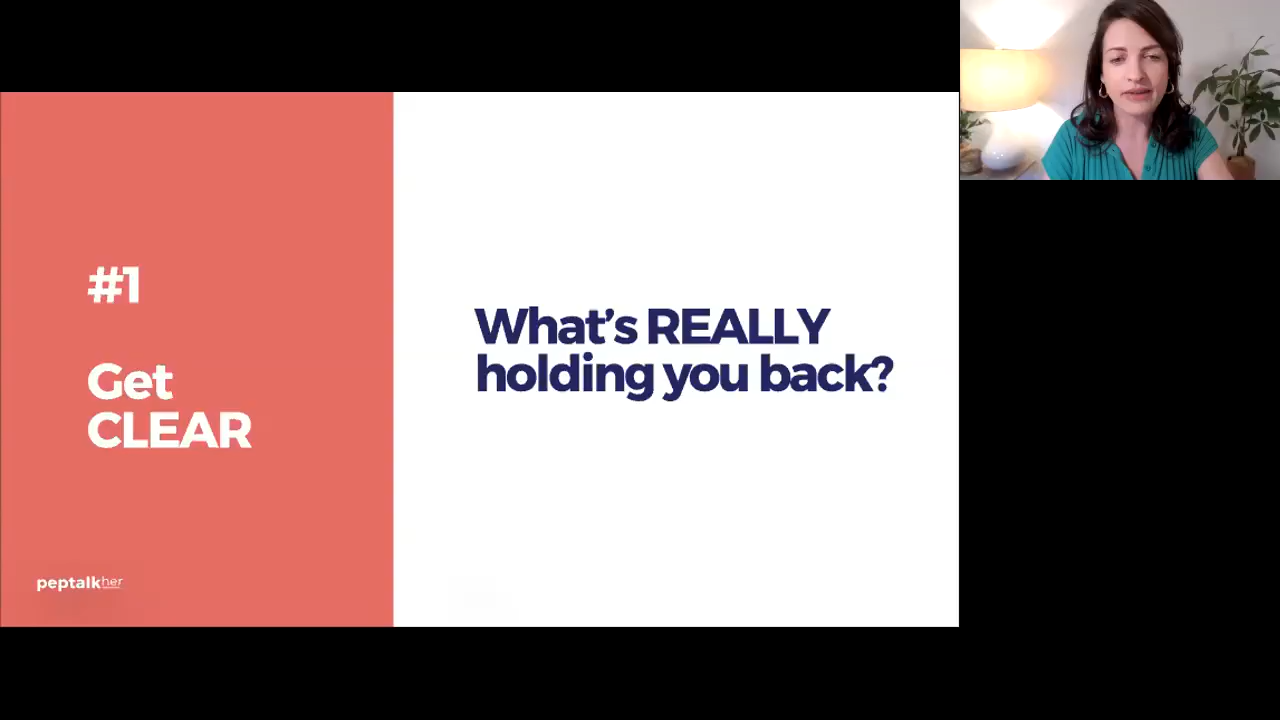 #1
Get
CLEAR
What's REALLY
holding you back?
peptalkher